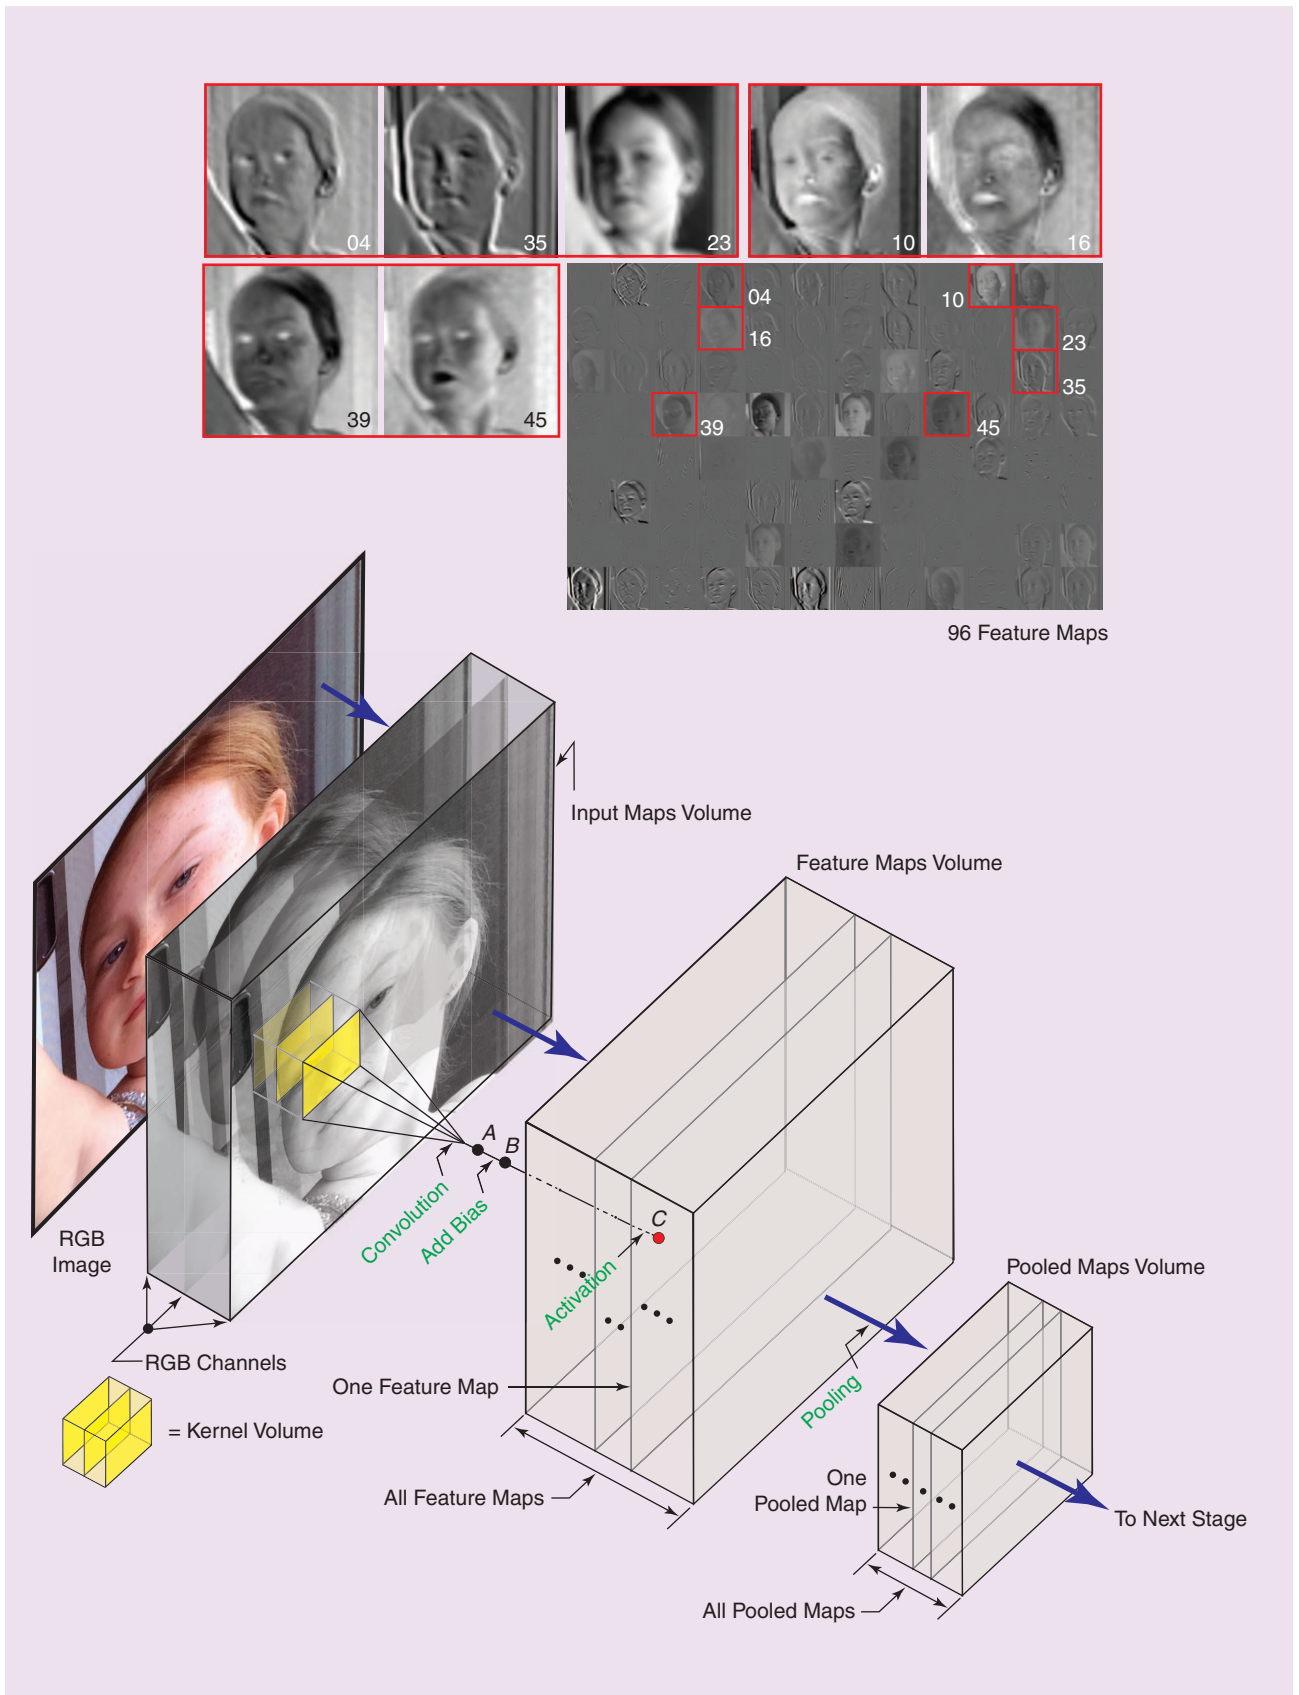 04
35
23
10
16
39
45
04
10
16
23
35
39
45
96 Feature Maps
Input Maps Volume
Feature Maps Volume
A
B
C
Convolution
Add Bias
Activation
RGB
Image
RGB Channels
= Kernel Volume
One Feature Map
All Feature Maps
Pooling
Pooled Maps Volume
One
Pooled Map
To Next Stage
All Pooled Maps